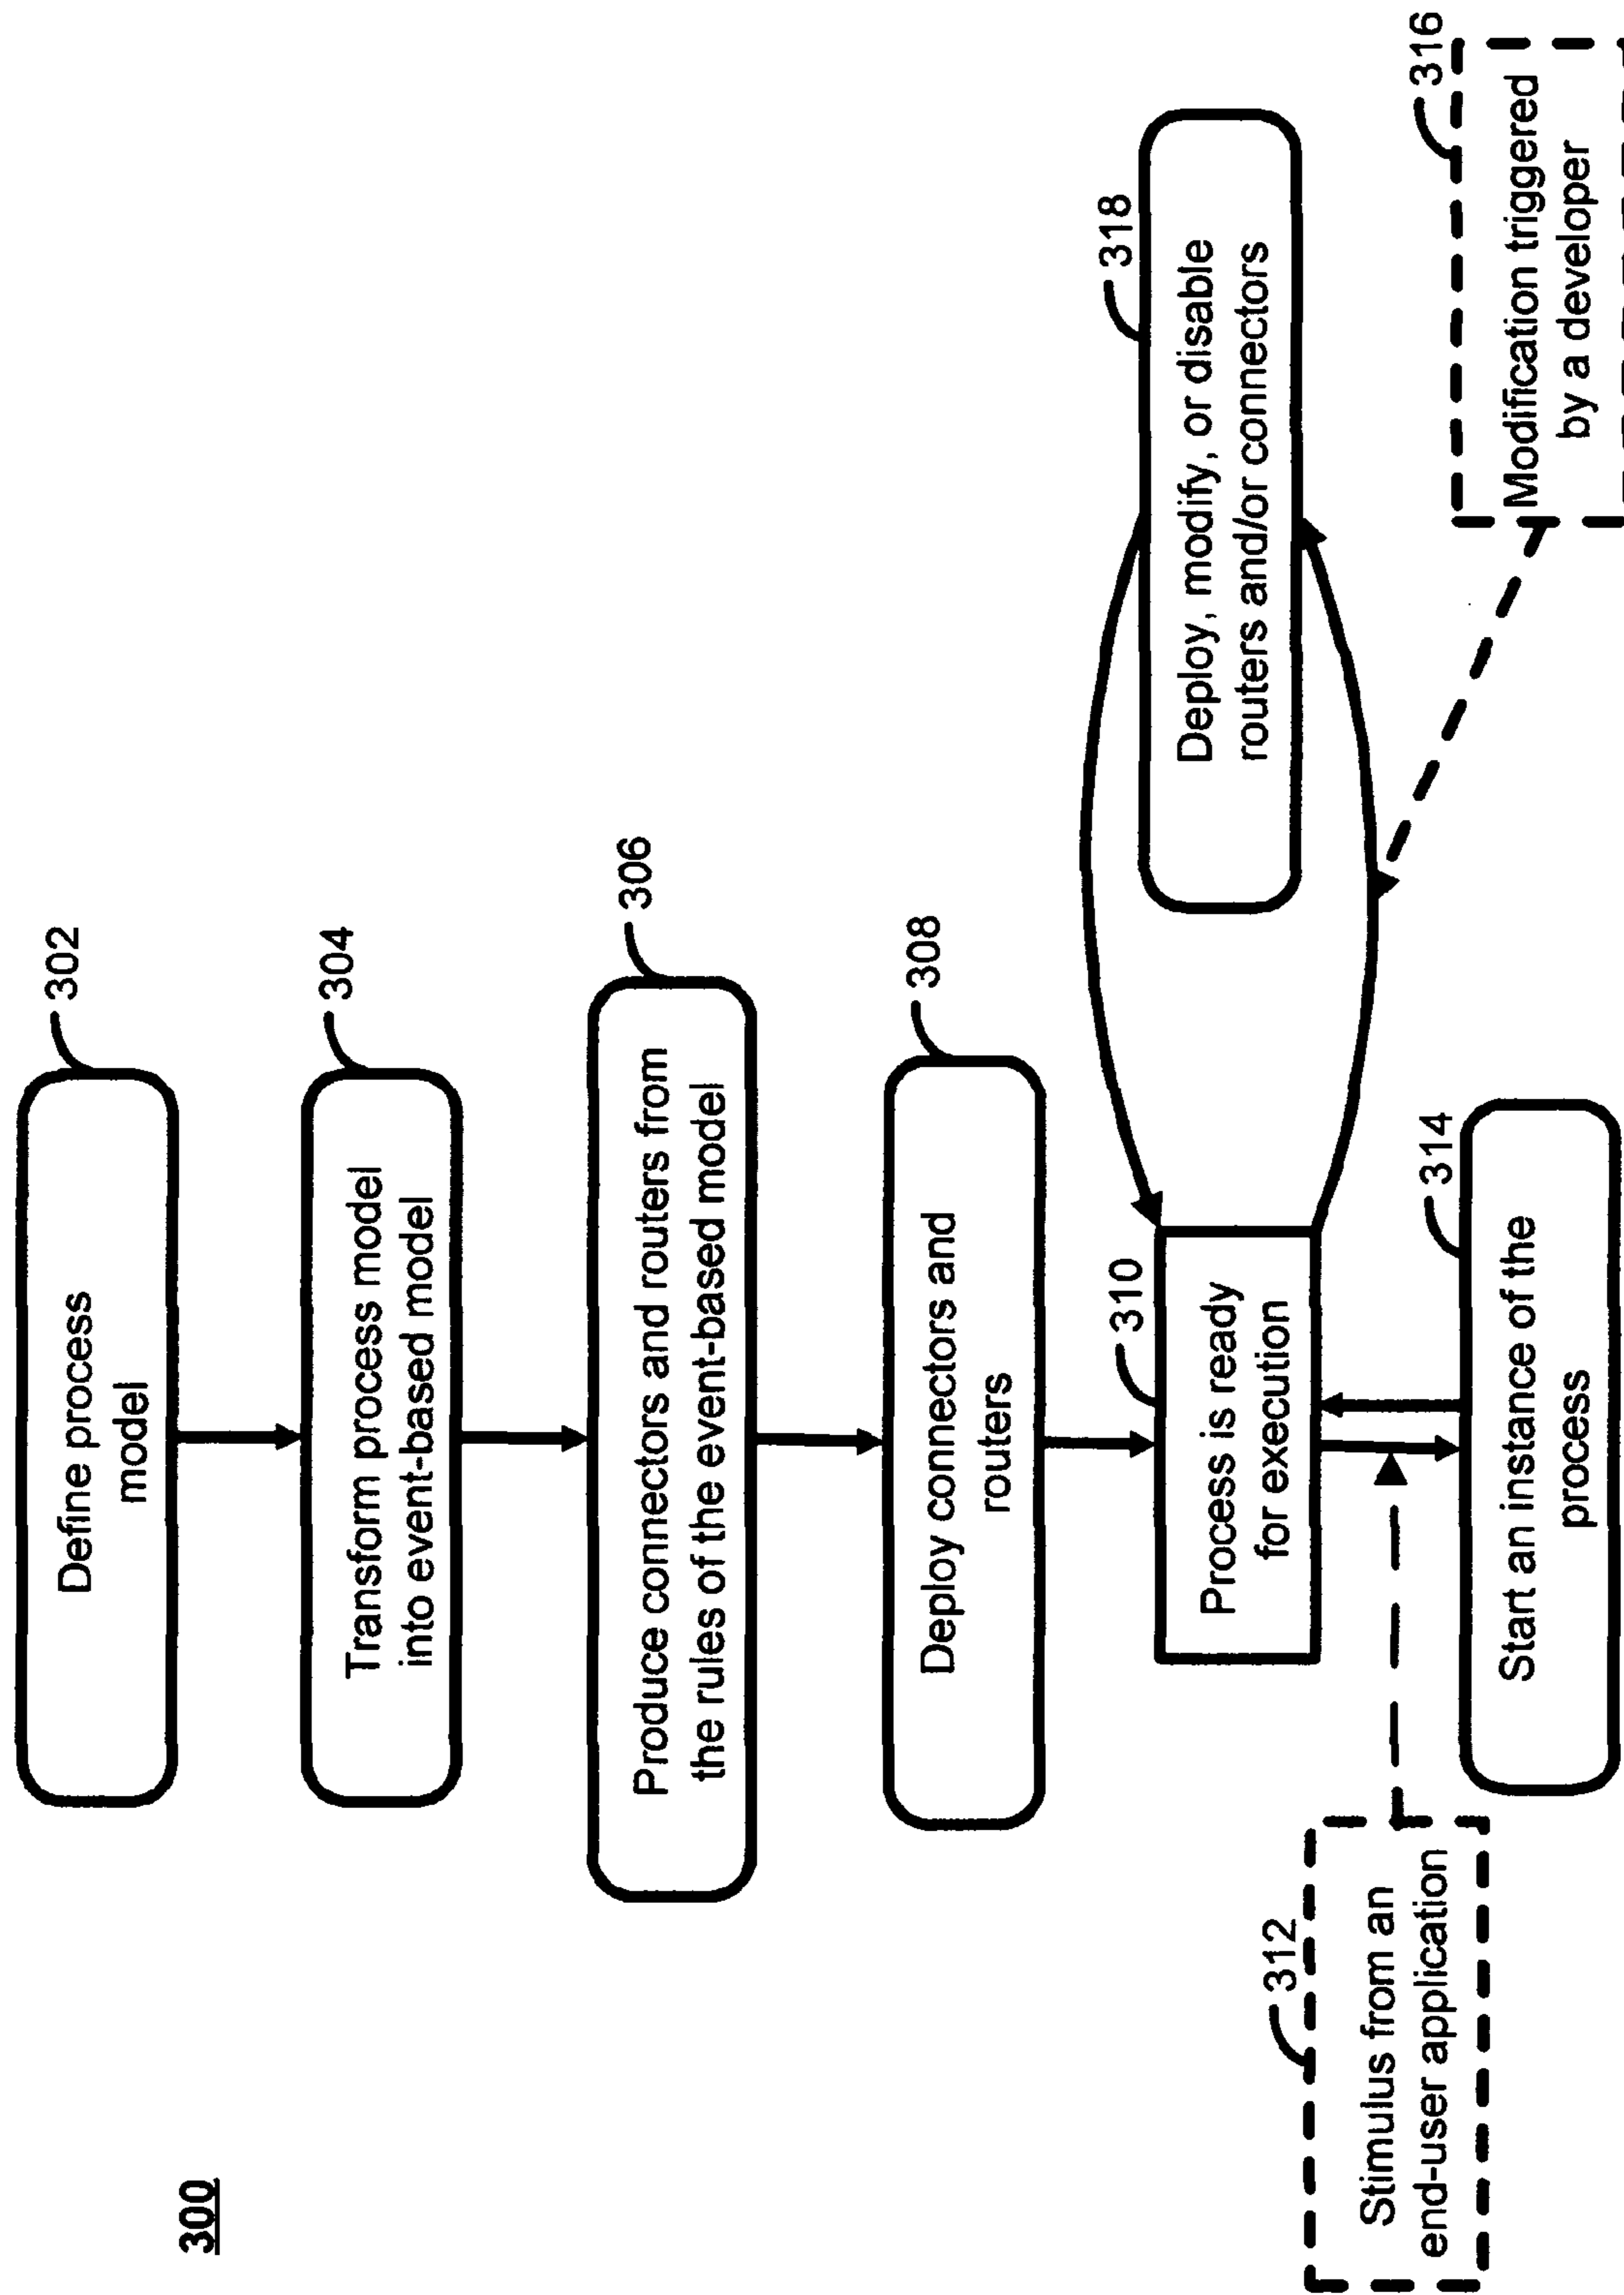 300
302
Define process
model
304
Transform process model
into event-based model
306
Produce connectors and routers from
the rules of the event-based model
308
Deploy connectors and
routers
310
Process is ready
for execution
312
Stimulus from an
end-user application
314
Start an instance of the
process
318
Deploy, modify, or disable
routers and/or connectors
316
Modification triggered
by a developer